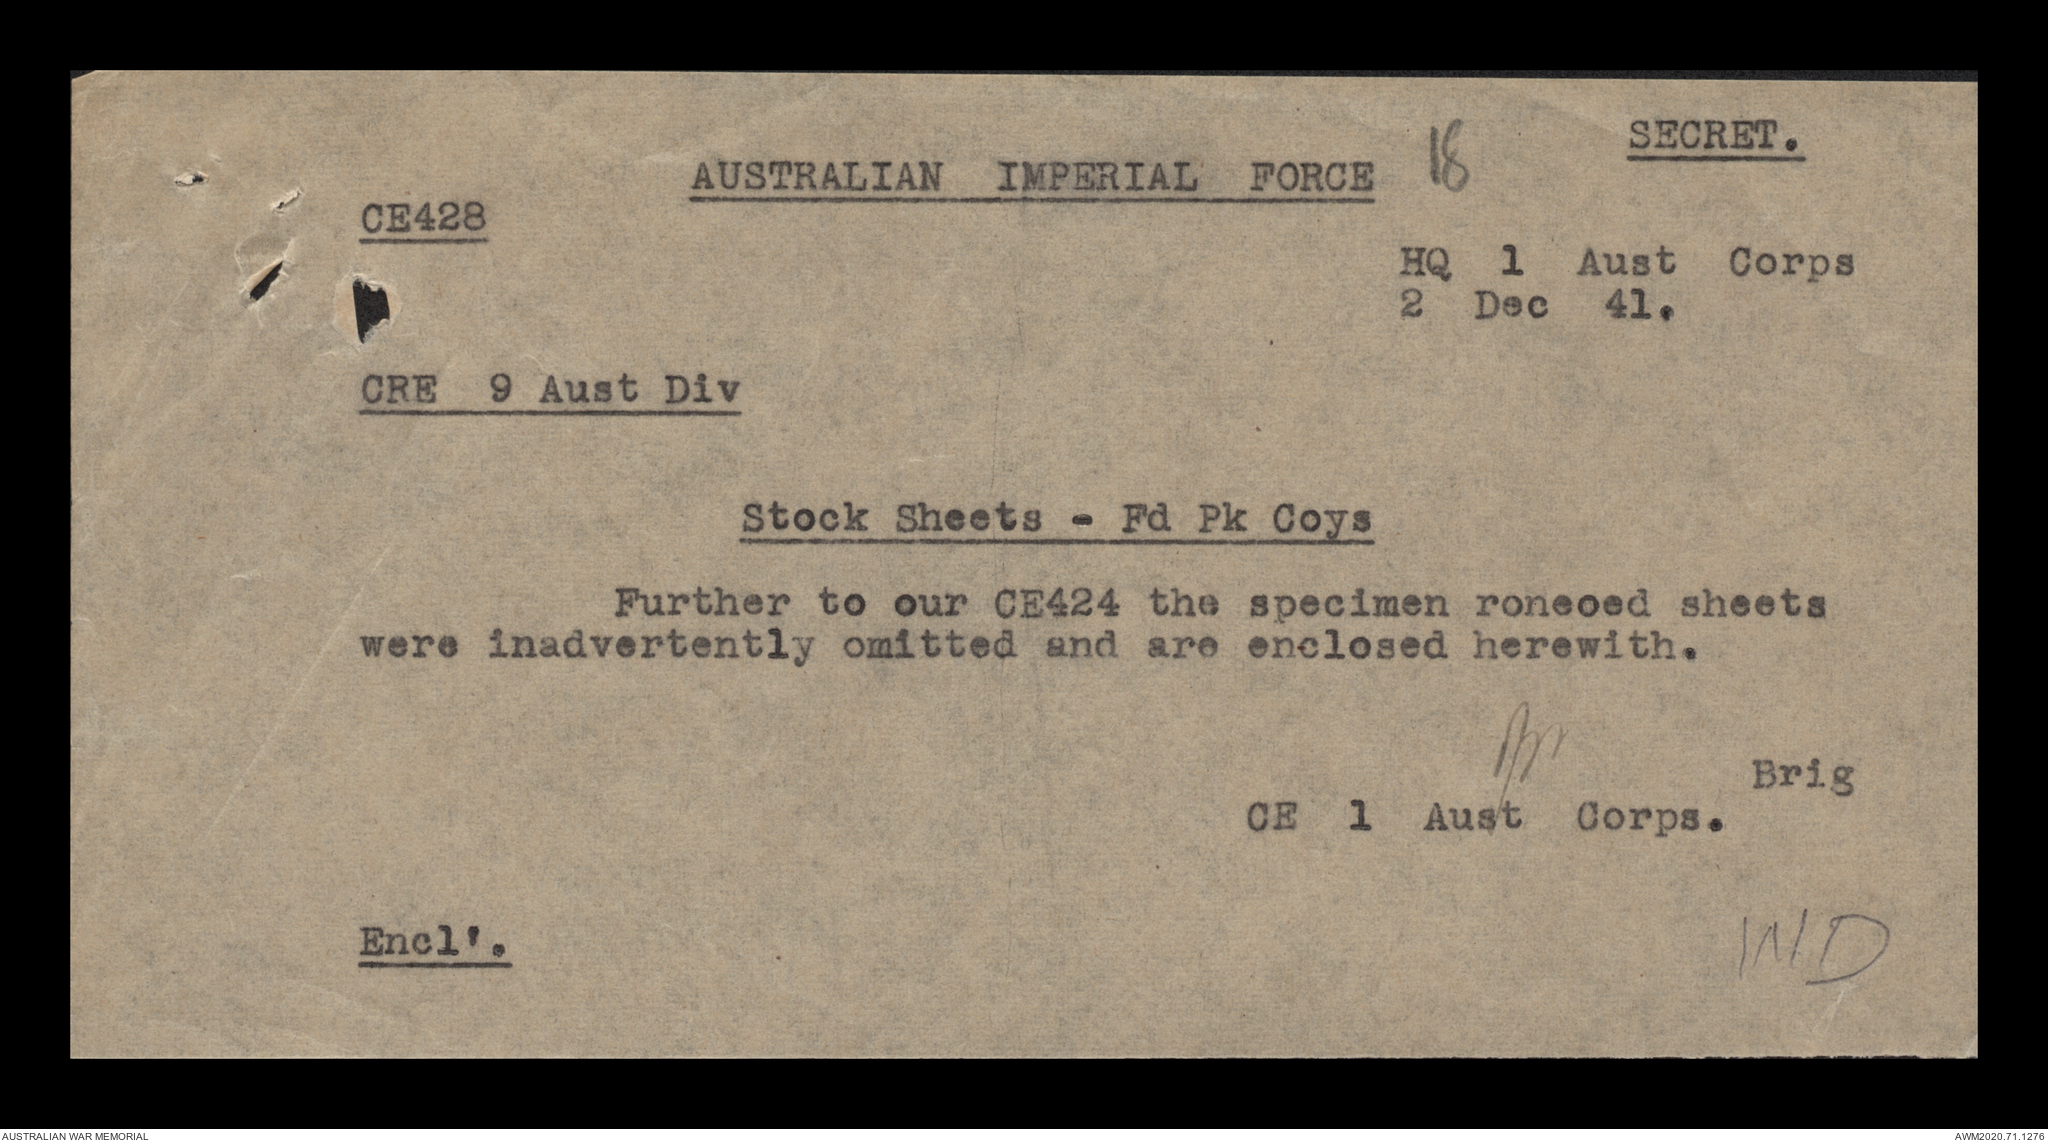 SECRET.
AUSTRALIAN IMPERIAL FORCE 18
CE428
HQ 1 Aust Corps
2 Dec 41.
CRE 9 Aust Div
Stock Sheets - Fd Pk Coys
Further to our CE424 the specimen roneoed sheets
were inadvertently omitted and are enclosed herewith.
Brig
CE 1 Aust Corps.
Encl'.
AUSTRALIAN WAR MEMORIAL
AWM2020.71.1276